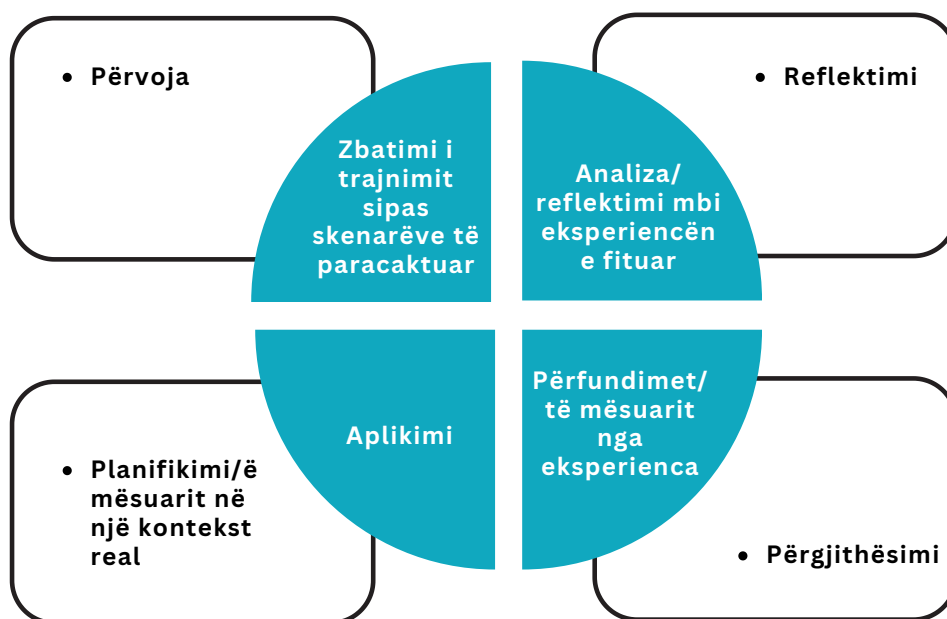 • Përvoja
• Reflektimi
Zbatimi i
trajnimit
sipas
skenarëve të
paracaktuar
Analiza/
reflektimi mbi
eksperiencën
e fituar
Aplikimi
Përfundimet/
të mësuarit
nga
eksperienca
• Planifikimi/ë
mësuarit në
një kontekst
real
• Përgjithësimi